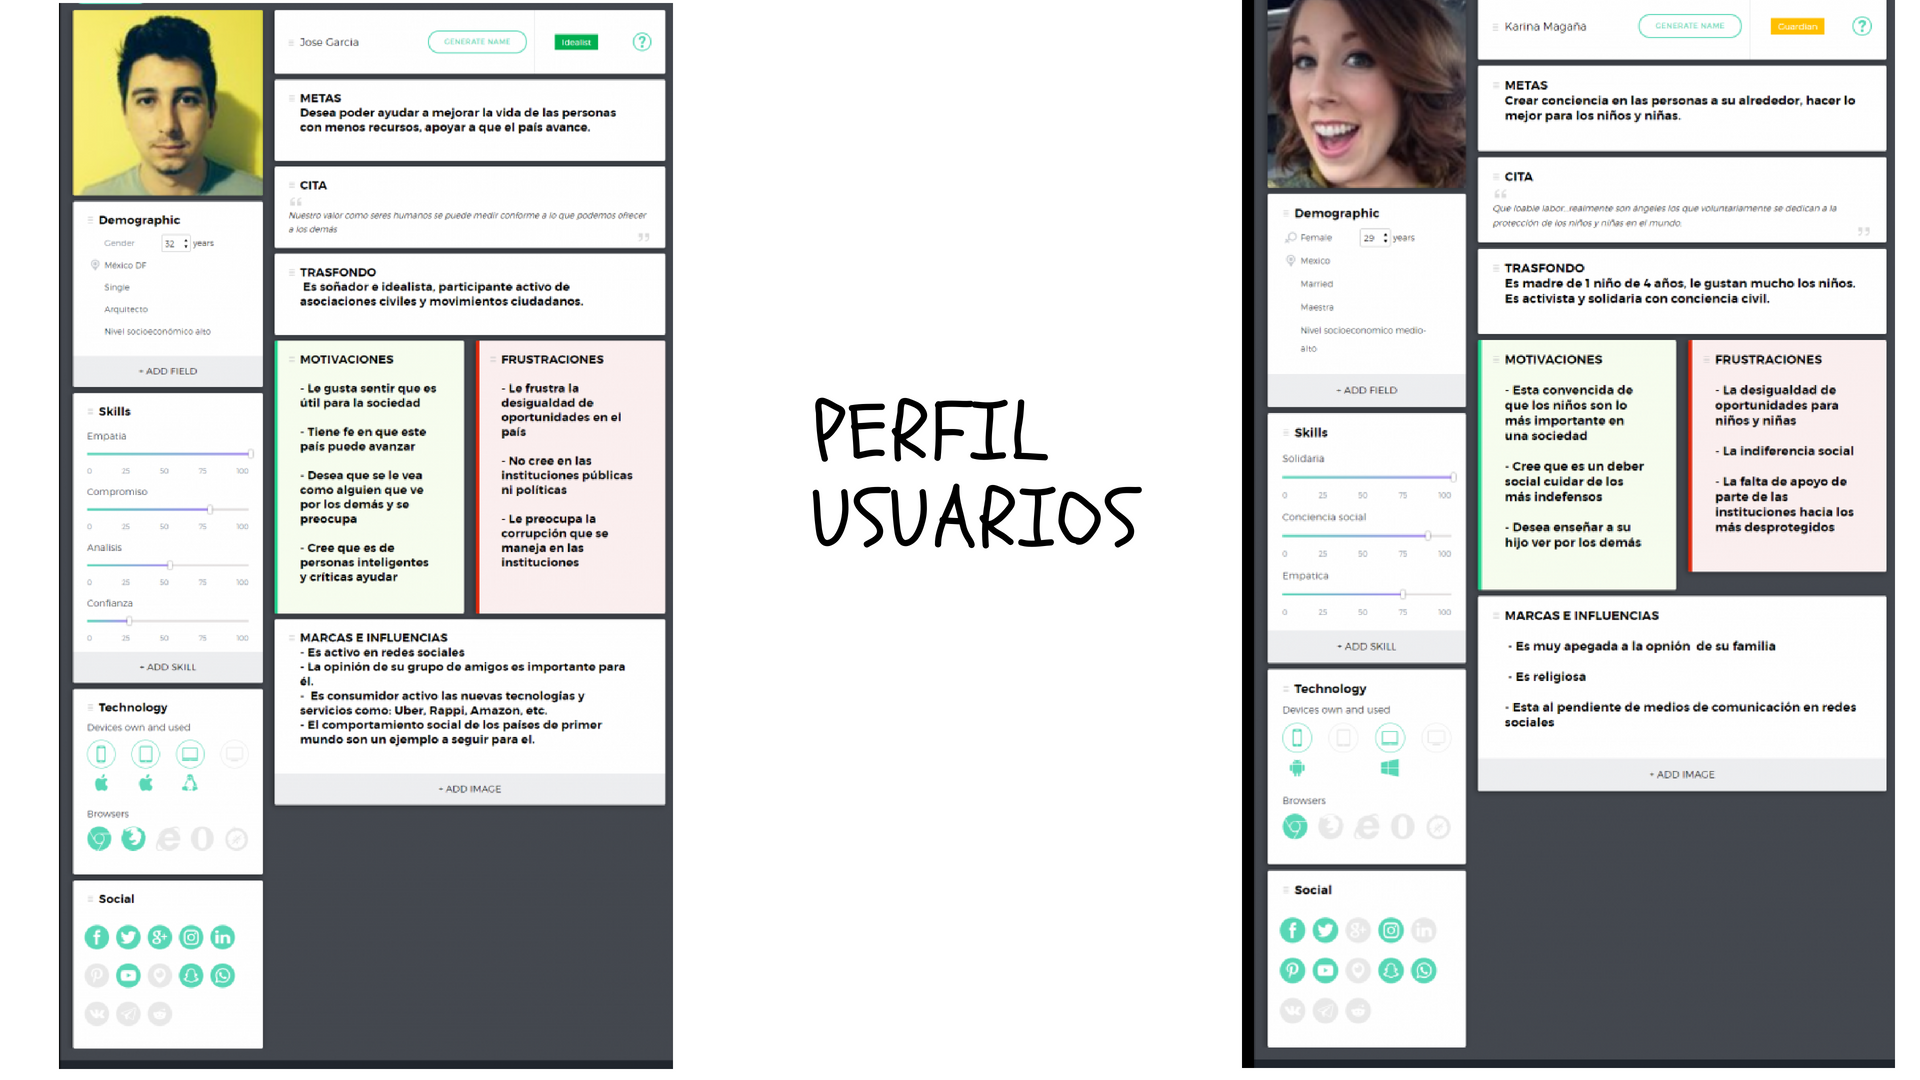 Jose Garcia
GENERATE NAME
Idealist
?
METAS
Desea poder ayudar a mejorar la vida de las personas
con menos recursos, apoyar a que el país avance.
CITA
Nuestro valor como seres humanos se puede medir conforme a lo que podemos ofrecer
a los demás
TRASFONDO
Es soñador e idealista, participante activo de
asociaciones civiles y movimientos ciudadanos.
MOTIVACIONES
- Le gusta sentir que es
útil para la sociedad
- Tiene fe en que este
país puede avanzar
- Desea que se le vea
como alguien que ve
por los demás y se
preocupa
- Cree que es de
personas inteligentes
y críticas ayudar
FRUSTRACIONES
- Le frustra la
desigualdad de
oportunidades en el
país
- No cree en las
instituciones públicas
ni políticas
- Le preocupa la
corrupción que se
maneja en las
instituciones
MARCAS E INFLUENCIAS
- Es activo en redes sociales
- La opinión de su grupo de amigos es importante para
él.
- Es consumidor activo las nuevas tecnologías y
servicios como: Uber, Rappi, Amazon, etc.
- El comportamiento social de los países de primer
mundo son un ejemplo a seguir para el.
+ ADD IMAGE
Demographic
Gender 32 years
México DF
Single
Arquitecto
Nivel socioeconómico alto
+ ADD FIELD
Skills
Empatia
0 25 50 75 100
Compromiso
0 25 50 75 100
Analisis
0 25 50 75 100
Confianza
0 25 50 75 100
+ ADD SKILL
Technology
Devices own and used
Browsers
Social
PERFIL
USUARIOS
Karina Magaña
GENERATE NAME
Guardian
?
METAS
Crear conciencia en las personas a su alrededor, hacer lo
mejor para los niños y niñas.
CITA
Que loable labor...realmente son ángeles los que voluntariamente se dedican a la
protección de los niños y niñas en el mundo.
TRASFONDO
Es madre de 1 niño de 4 años, le gustan mucho los niños.
Es activista y solidaria con conciencia civil.
MOTIVACIONES
- Esta convencida de
que los niños son lo
más importante en
una sociedad
- Cree que es un deber
social cuidar de los
más indefensos
- Desea enseñar a su
hijo ver por los demás
FRUSTRACIONES
- La desigualdad de
oportunidades para
niños y niñas
- La indiferencia social
- La falta de apoyo de
parte de las
instituciones hacia los
más desprotegidos
MARCAS E INFLUENCIAS
- Es muy apegada a la opnión de su familia
- Es religiosa
- Esta al pendiente de medios de comunicación en redes
sociales
+ ADD IMAGE
Demographic
Female 29 years
Mexico
Married
Maestra
Nivel socioeconomico medio-
alto
+ ADD FIELD
Skills
Solidaria
0 25 50 75 100
Conciencia social
0 25 50 75 100
Empatica
0 25 50 75 100
+ ADD SKILL
Technology
Devices own and used
Browsers
Social